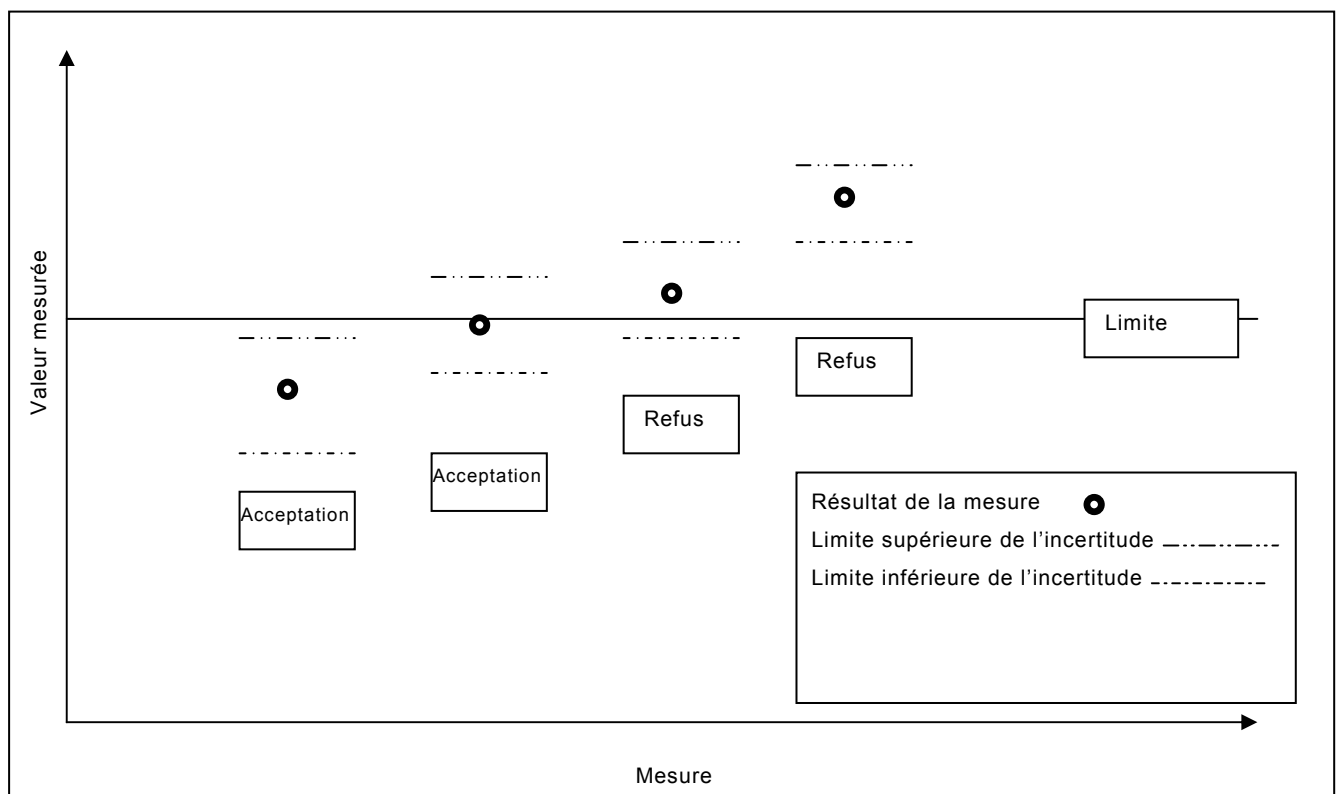 Valeur mesurée
Limite
Refus
Refus
Acceptation
Acceptation
Résultat de la mesure
Limite supérieure de l'incertitude
Limite inférieure de l'incertitude
Mesure